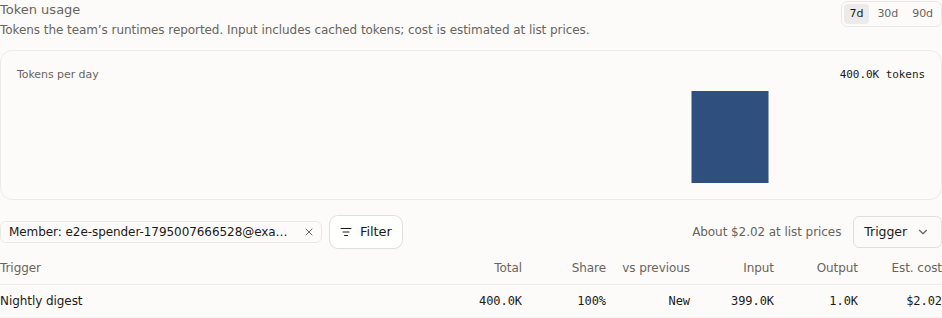 Token usage
7d 30d 90d
Tokens the team’s runtimes reported. Input includes cached tokens; cost is estimated at list prices.
Tokens per day
400.0K tokens
Member: e2e-spender-1795007666528@exa…
Filter
About $2.02 at list prices
Trigger
Trigger Total Share vs previous Input Output Est. cost
Nightly digest 400.0K 100% New 399.0K 1.0K $2.02